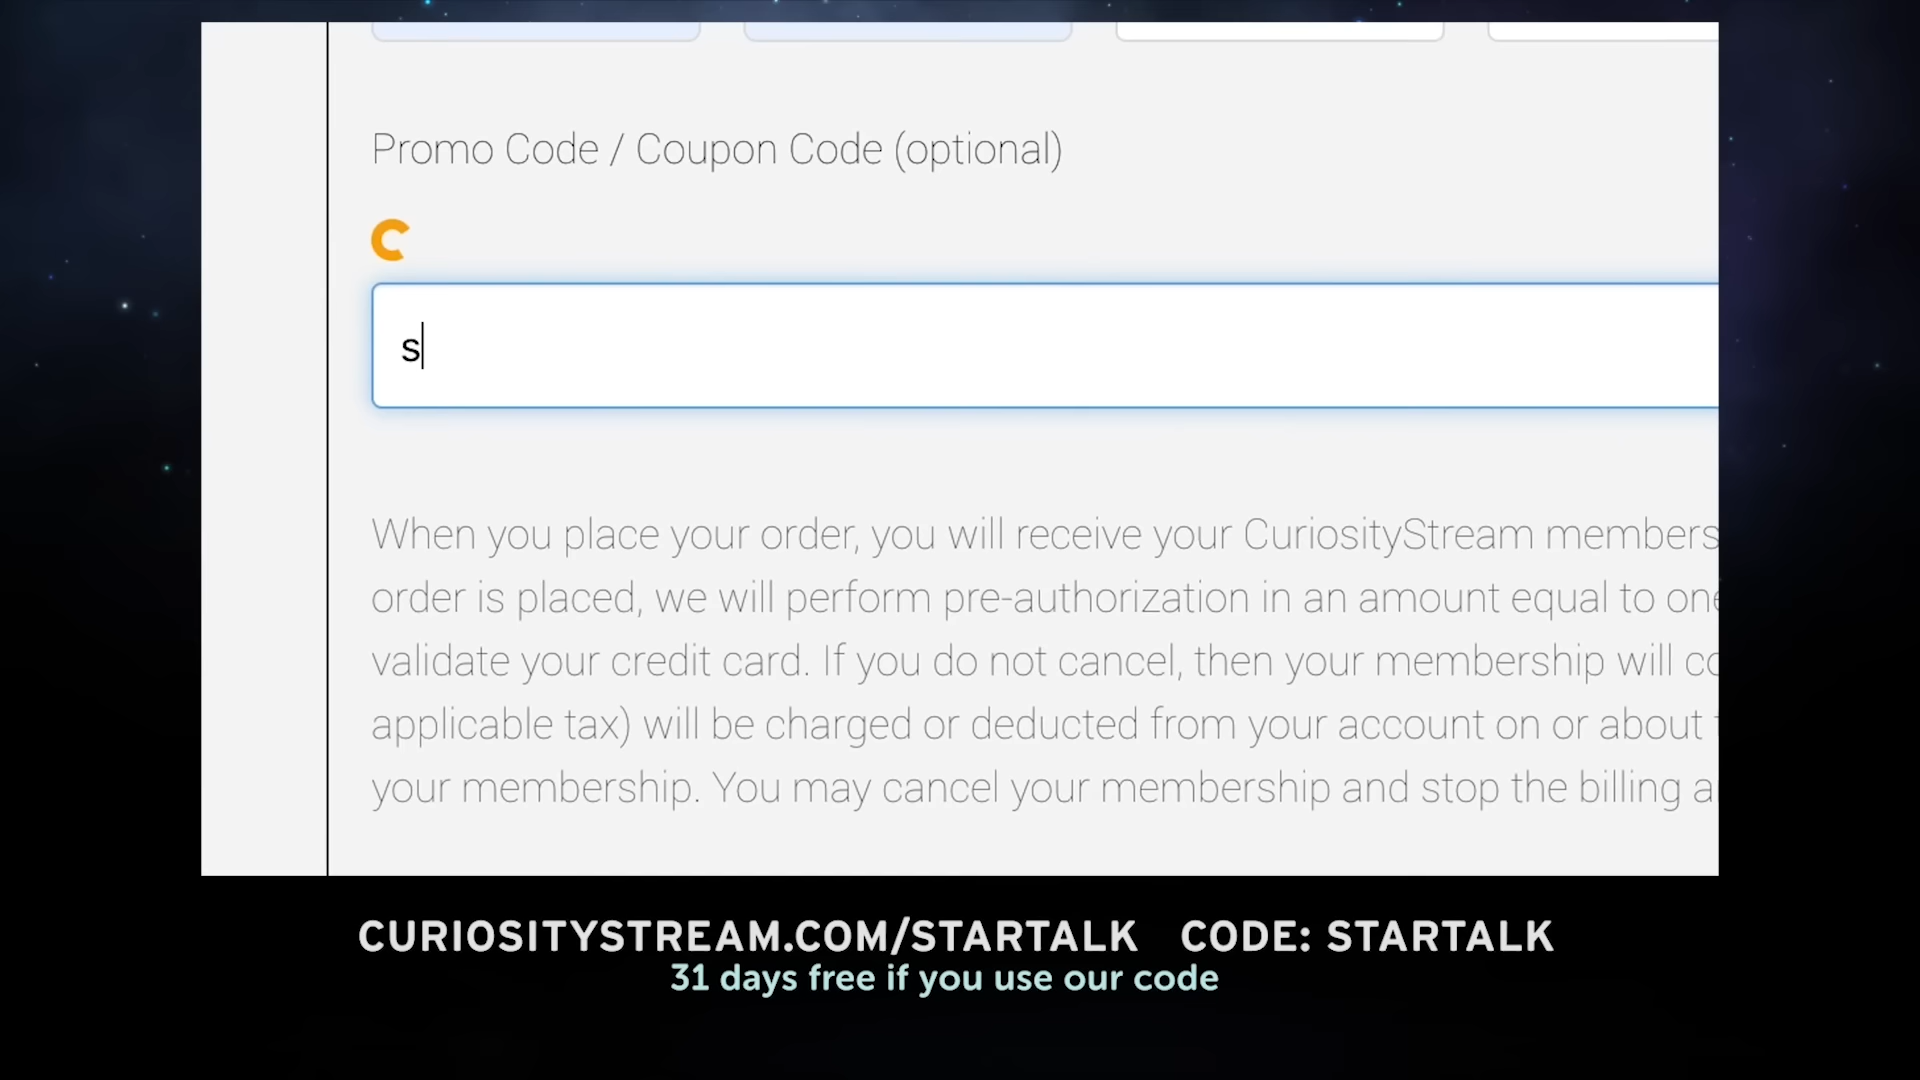 Promo Code / Coupon Code (optional)
s
When you place your order, you will receive your CuriosityStream members
order is placed, we will perform pre-authorization in an amount equal to one
validate your credit card. If you do not cancel, then your membership will
applicable tax) will be charged or deducted from your account on or about
your membership. You may cancel your membership and stop the billing
CURIOSITYSTREAM.COM/STARTALK CODE: STARTALK
31 days free if you use our code